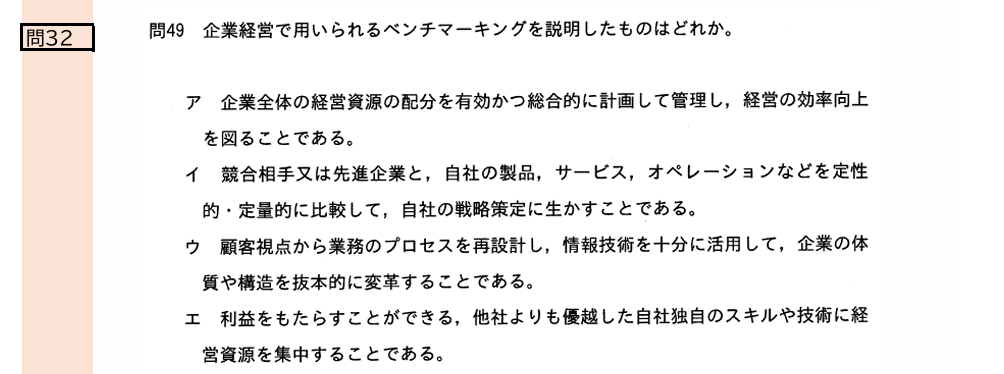 問32
問49 企業経営で用いられるベンチマーキングを説明したものはどれか。
ア 企業全体の経営資源の配分を有効かつ総合的に計画して管理し，経営の効率向上
を図ることである。
イ 競合相手又は先進企業と，自社の製品，サービス，オペレーションなどを定性
的・定量的に比較して，自社の戦略策定に生かすことである。
ウ 顧客視点から業務のプロセスを再設計し，情報技術を十分に活用して，企業の体
質や構造を抜本的に変革することである。
エ 利益をもたらすことができる，他社よりも優越した自社独自のスキルや技術に経
営資源を集中することである。